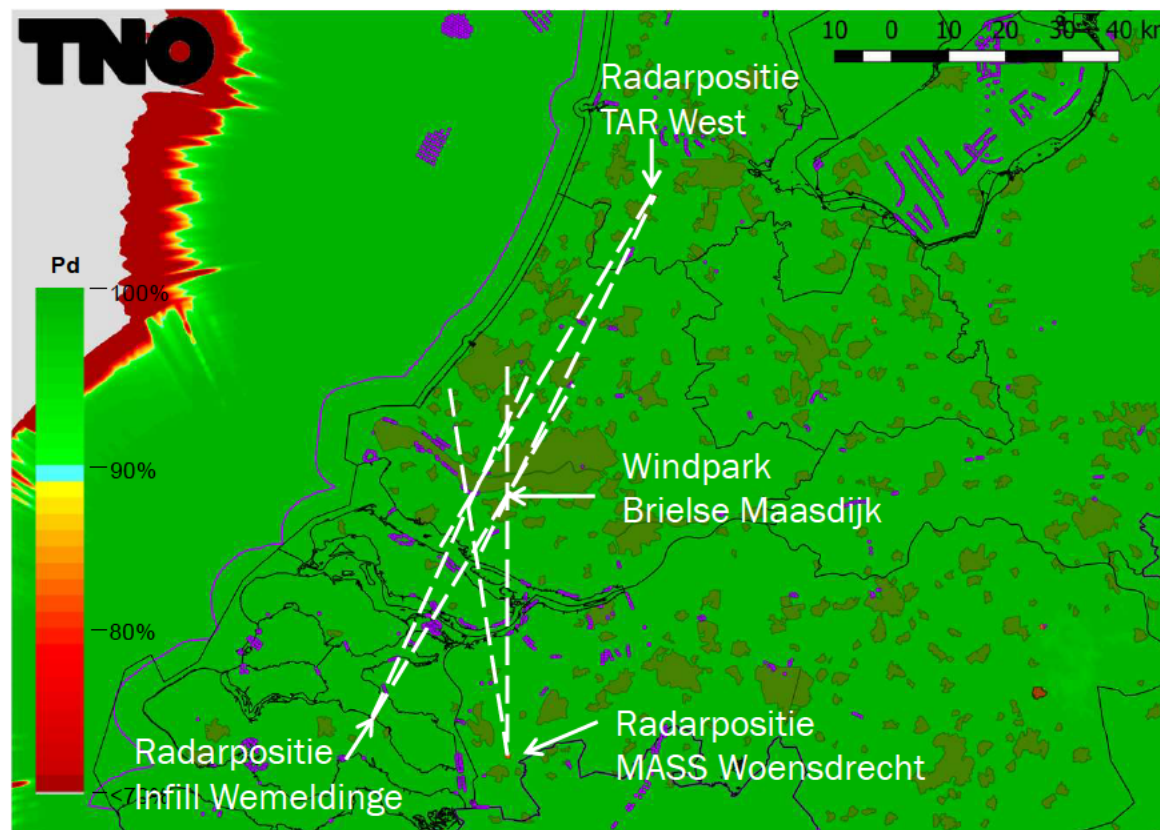 TNO
10 0 10 20 30 40 km
Radarpositie
TAR West
Pd
100%
90%
80%
Windpark
Brielse Maasdijk
Radarpositie
MASS Woensdrecht
Radarpositie
Infill Wemeldinge